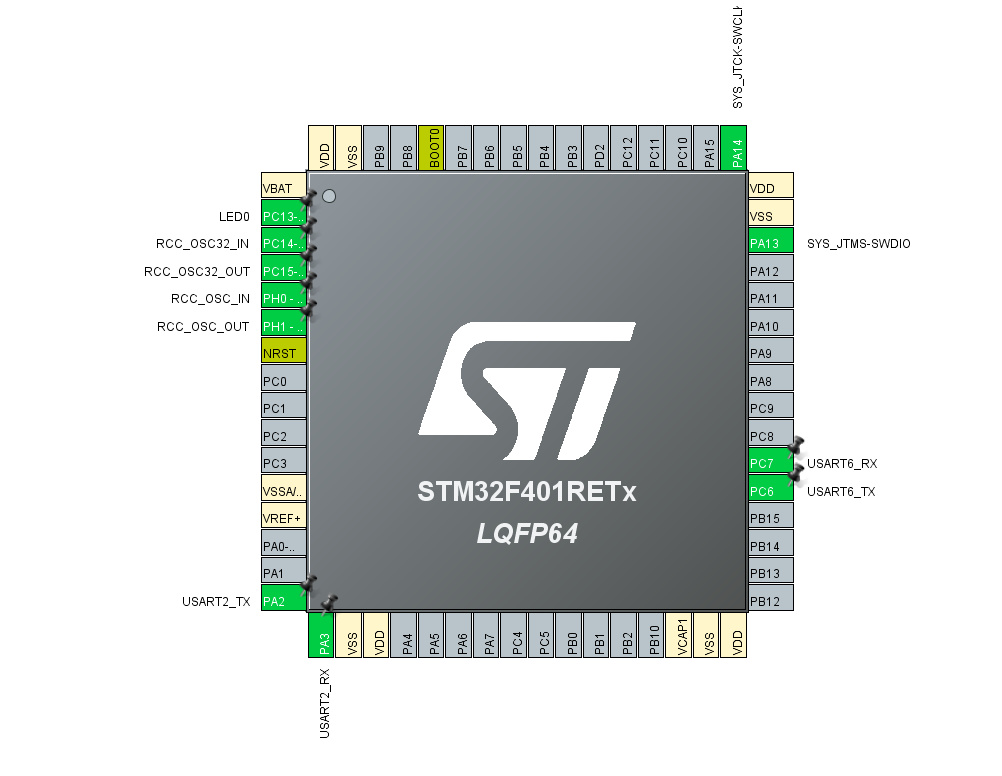 SYS_JTCK-SWCLK
VDD
VSS
PB9
PB8
BOOT0
PB7
PB6
PB5
PB4
PB3
PD2
PC12
PC11
PC10
PA15
PA14
VBAT
LED0 PC13-..
RCC_OSC32_IN PC14-..
RCC_OSC32_OUT PC15-..
RCC_OSC_IN PH0 - ..
RCC_OSC_OUT PH1 - ..
NRST
PC0
PC1
PC2
PC3
VSSA/..
VREF+
PA0-..
PA1
USART2_TX PA2
ST
STM32F401RETx
LQFP64
VDD
VSS
PA13 SYS_JTMS-SWDIO
PA12
PA11
PA10
PA9
PA8
PC9
PC8
PC7 USART6_RX
PC6 USART6_TX
PB15
PB14
PB13
PB12
PA3
VSS
VDD
PA4
PA5
PA6
PA7
PC4
PC5
PB0
PB1
PB2
PB10
VCAP1
VSS
VDD
USART2_RX